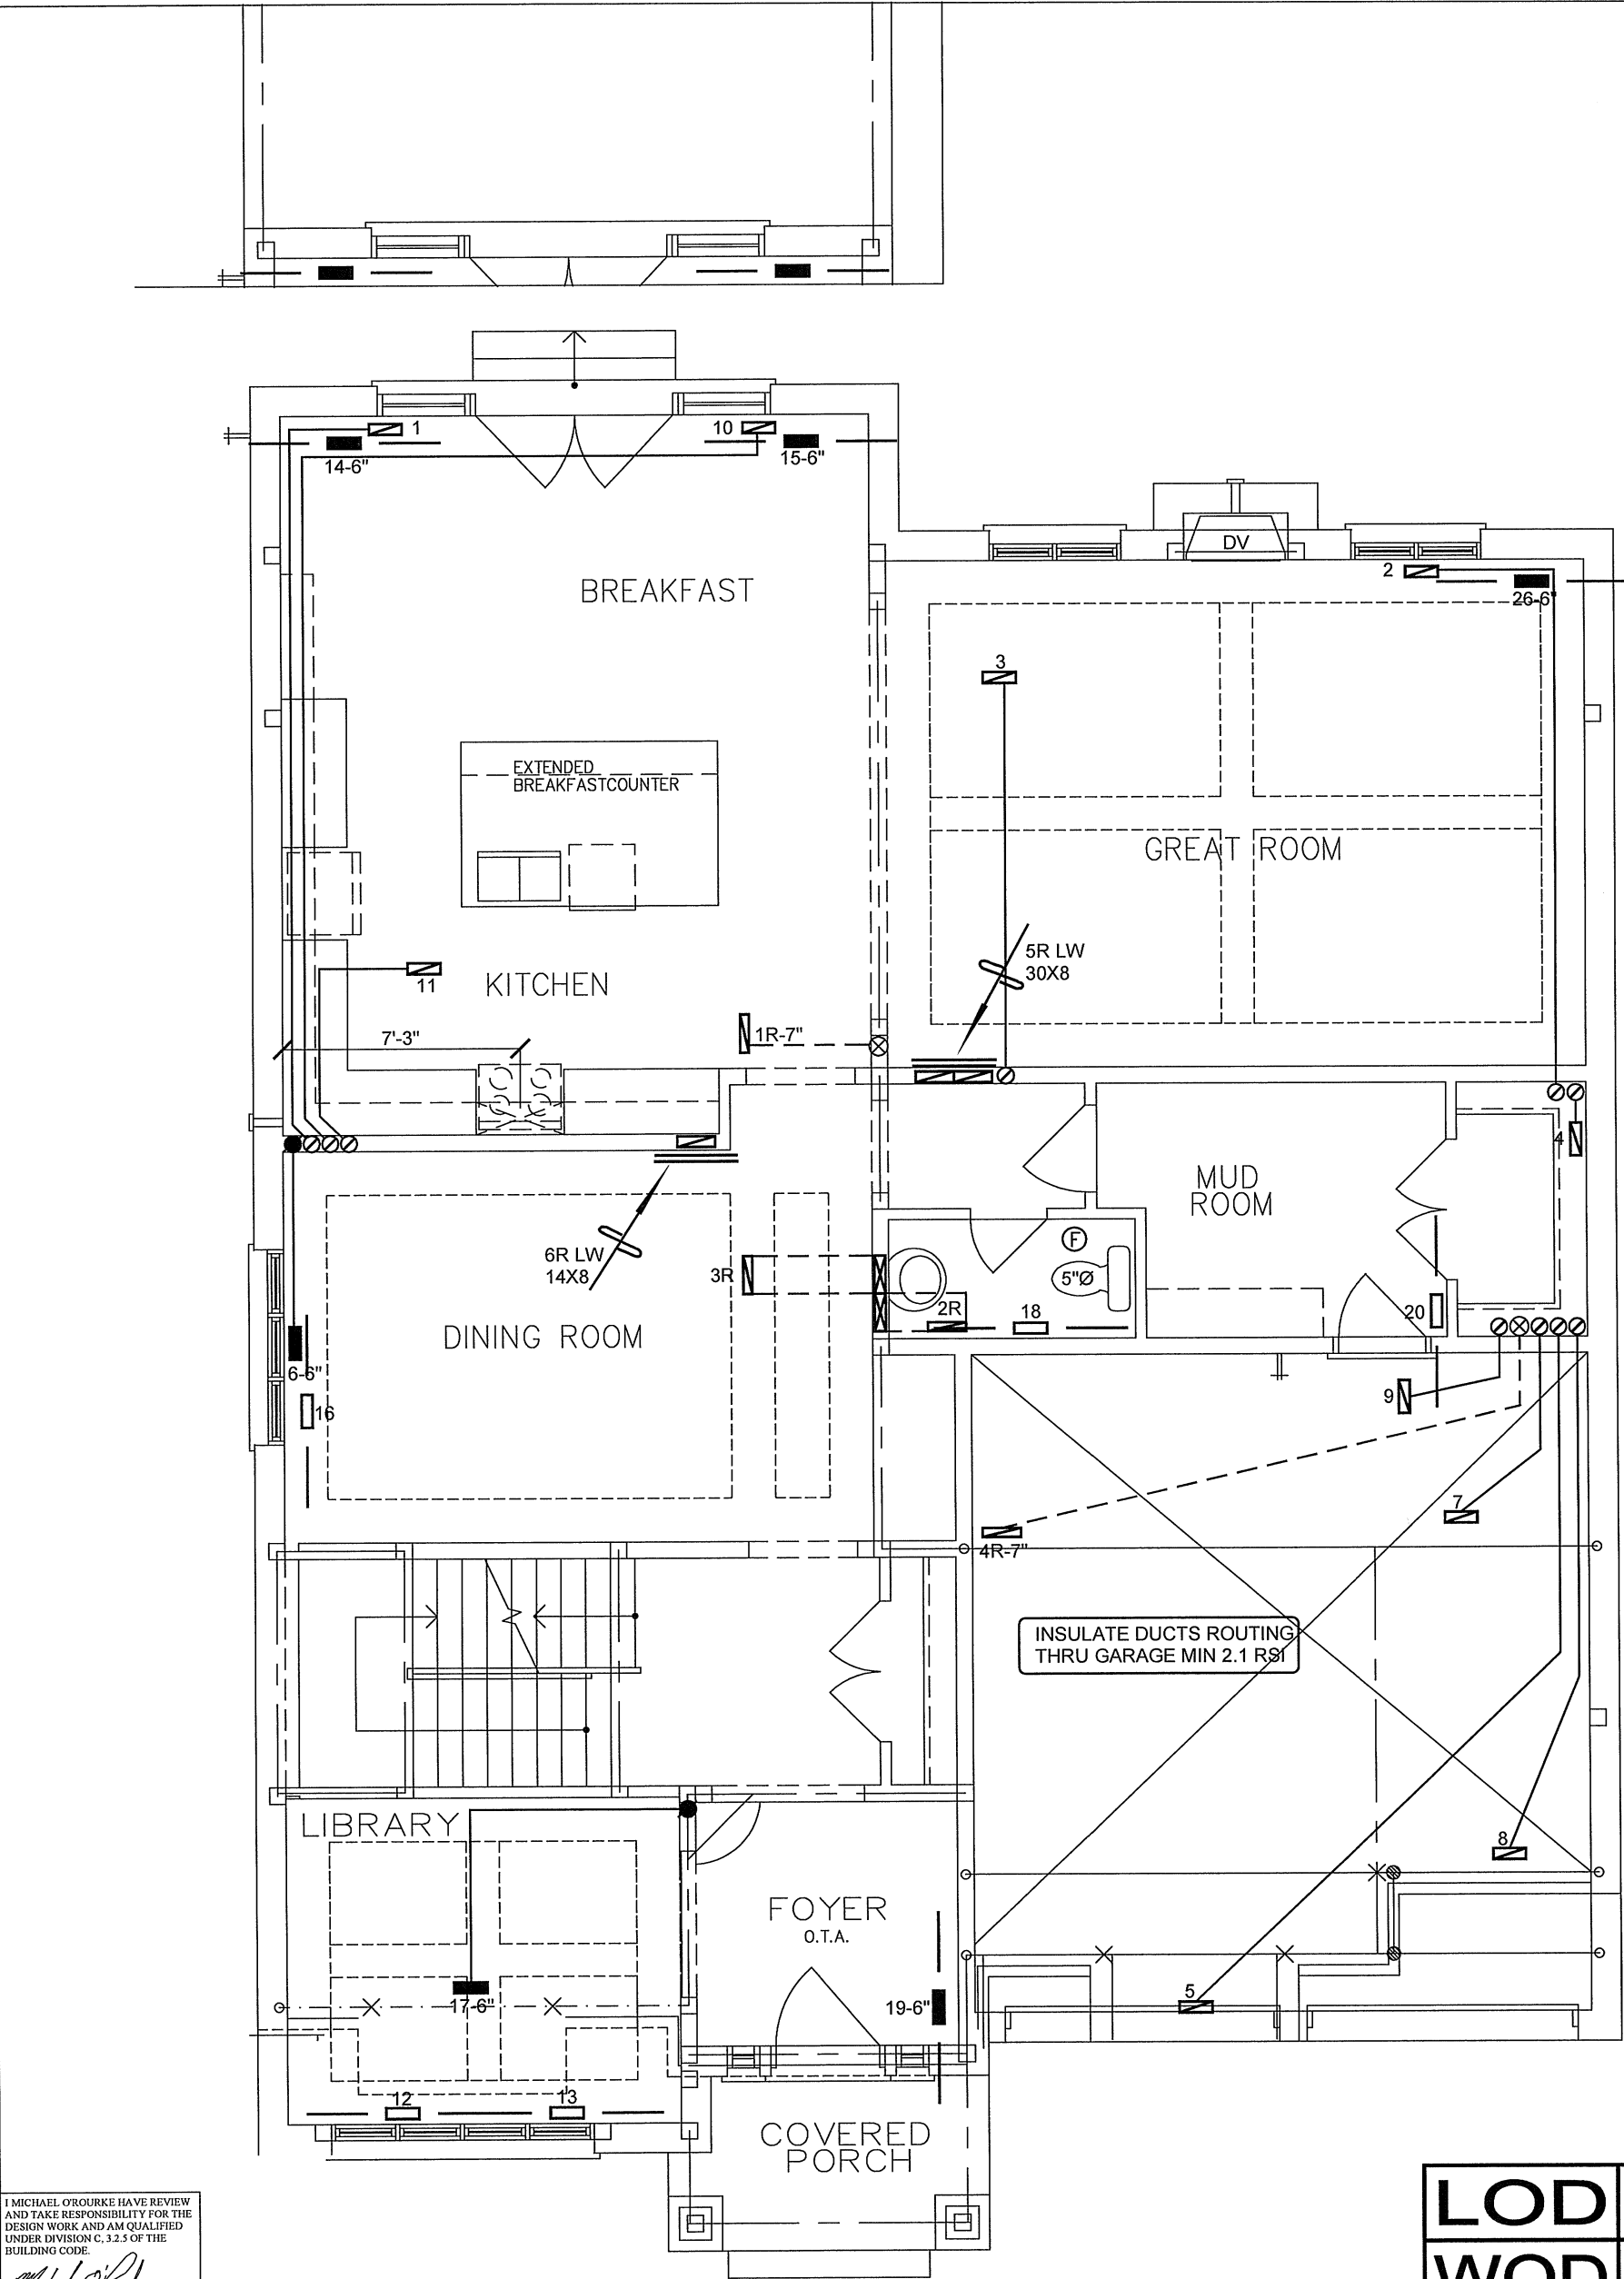 1
10
14-6"
15-6"
DV
2
26-6"
BREAKFAST
3
EXTENDED
BREAKFASTCOUNTER
GREAT ROOM
5R LW
30X8
11
KITCHEN
7'-3"
1R-7"
4
MUD
ROOM
F
5"Ø
6R LW
14X8
3R
2R
18
20
DINING ROOM
6-6"
16
9
7
4R-7"
INSULATE DUCTS ROUTING
THRU GARAGE MIN 2.1 RSI
LIBRARY
8
FOYER
O.T.A.
17-6"
19-6"
5
12
13
COVERED
PORCH
I MICHAEL O'ROURKE HAVE REVIEW
AND TAKE RESPONSIBILITY FOR THE
DESIGN WORK AND AM QUALIFIED
UNDER DIVISION C, 3.2.5 OF THE
BUILDING CODE.
LOD
WOD